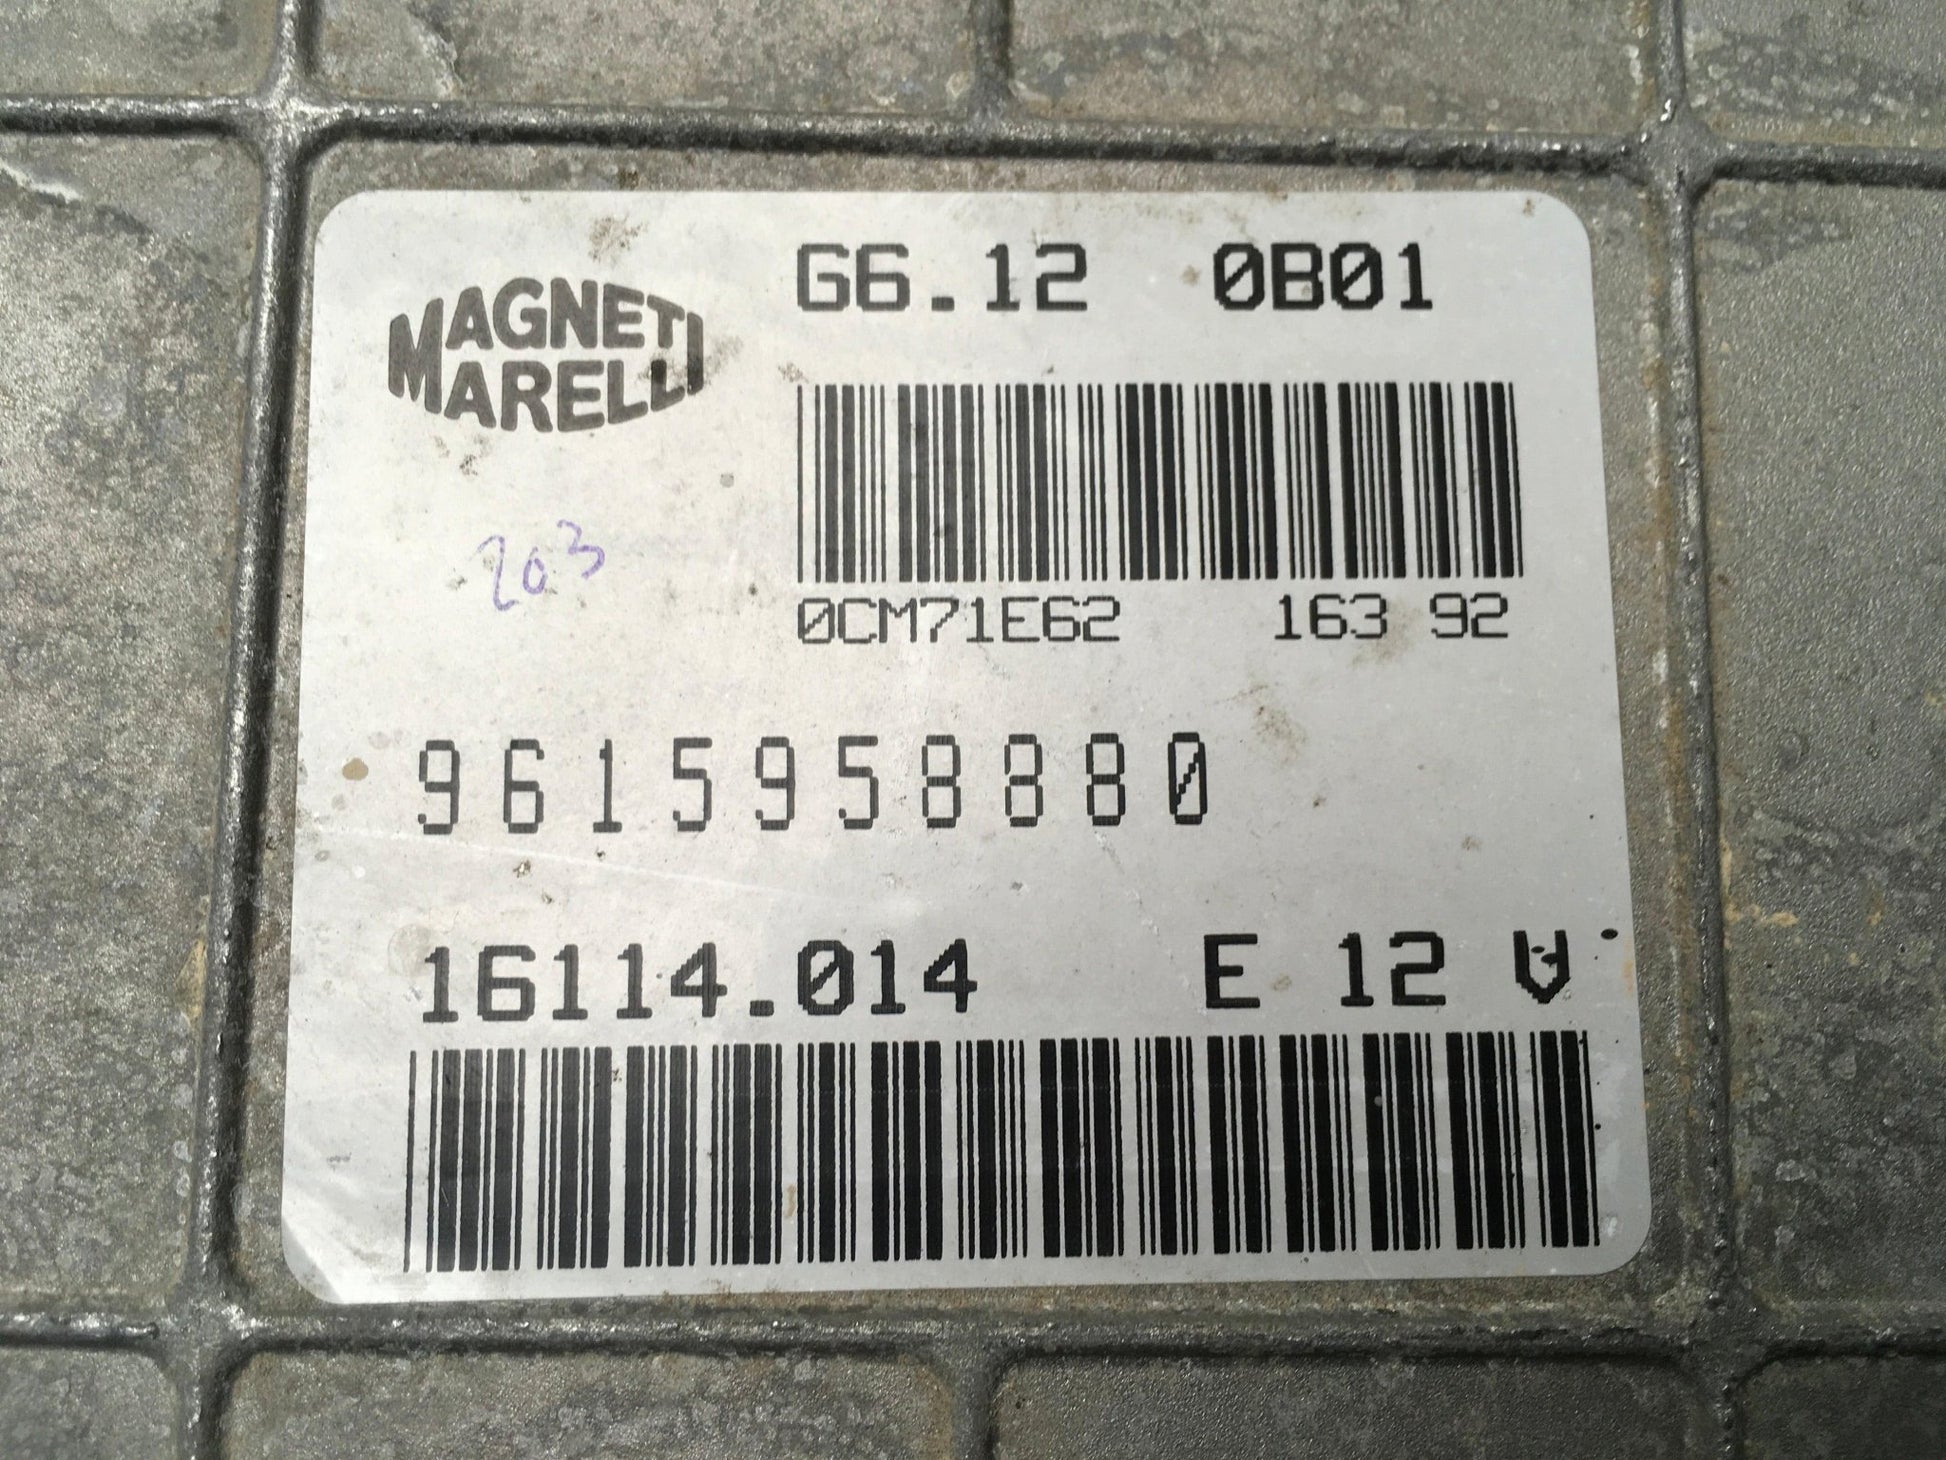 MAGNETI
MARELLI
G6.12 0B01
203
0CM71E62 163 92
9615958880
16114.014 E 12 V